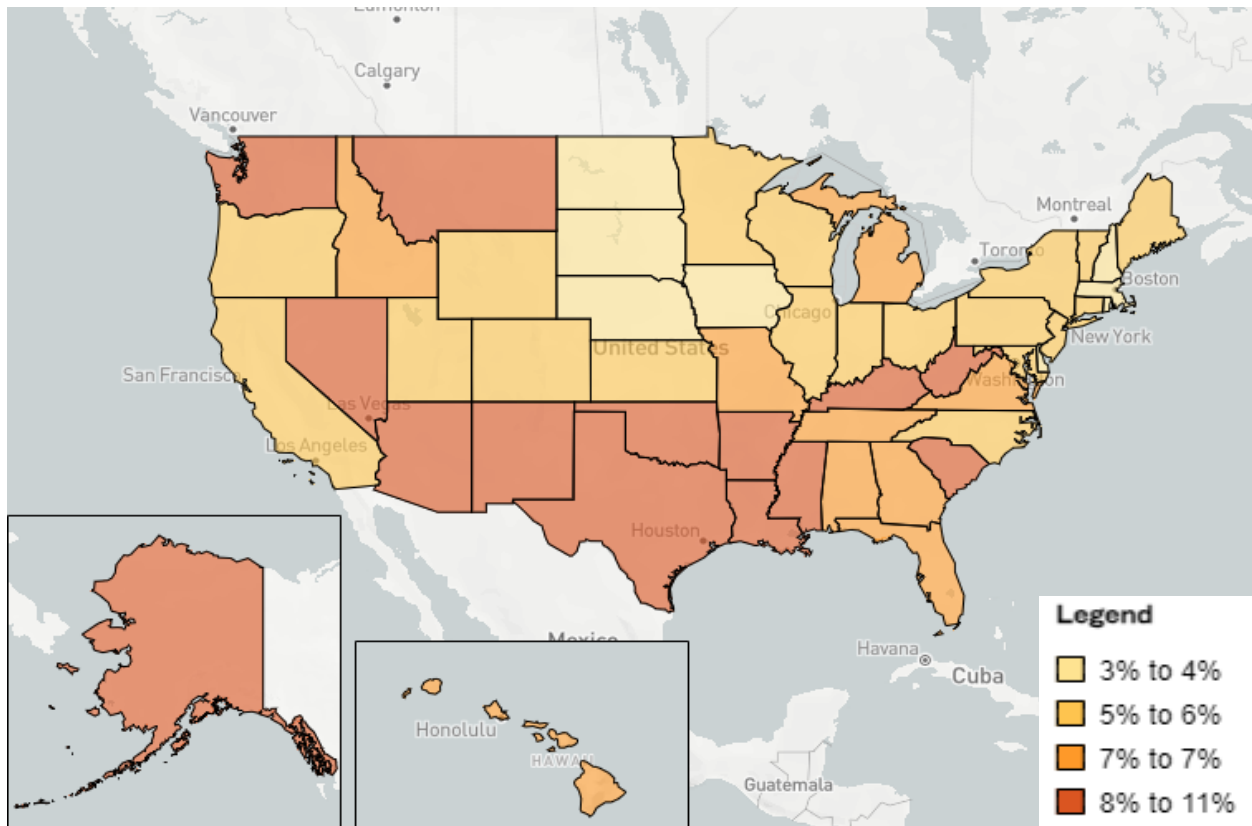 Edmonton
Calgary
Vancouver
Montreal
Toronto
Boston
Chicago
New York
United States
San Francisco
Washington
Las Vegas
Los Angeles
Houston
Mexico
Havana
Cuba
Honolulu
HAWAII
Guatemala
Legend
3% to 4%
5% to 6%
7% to 7%
8% to 11%